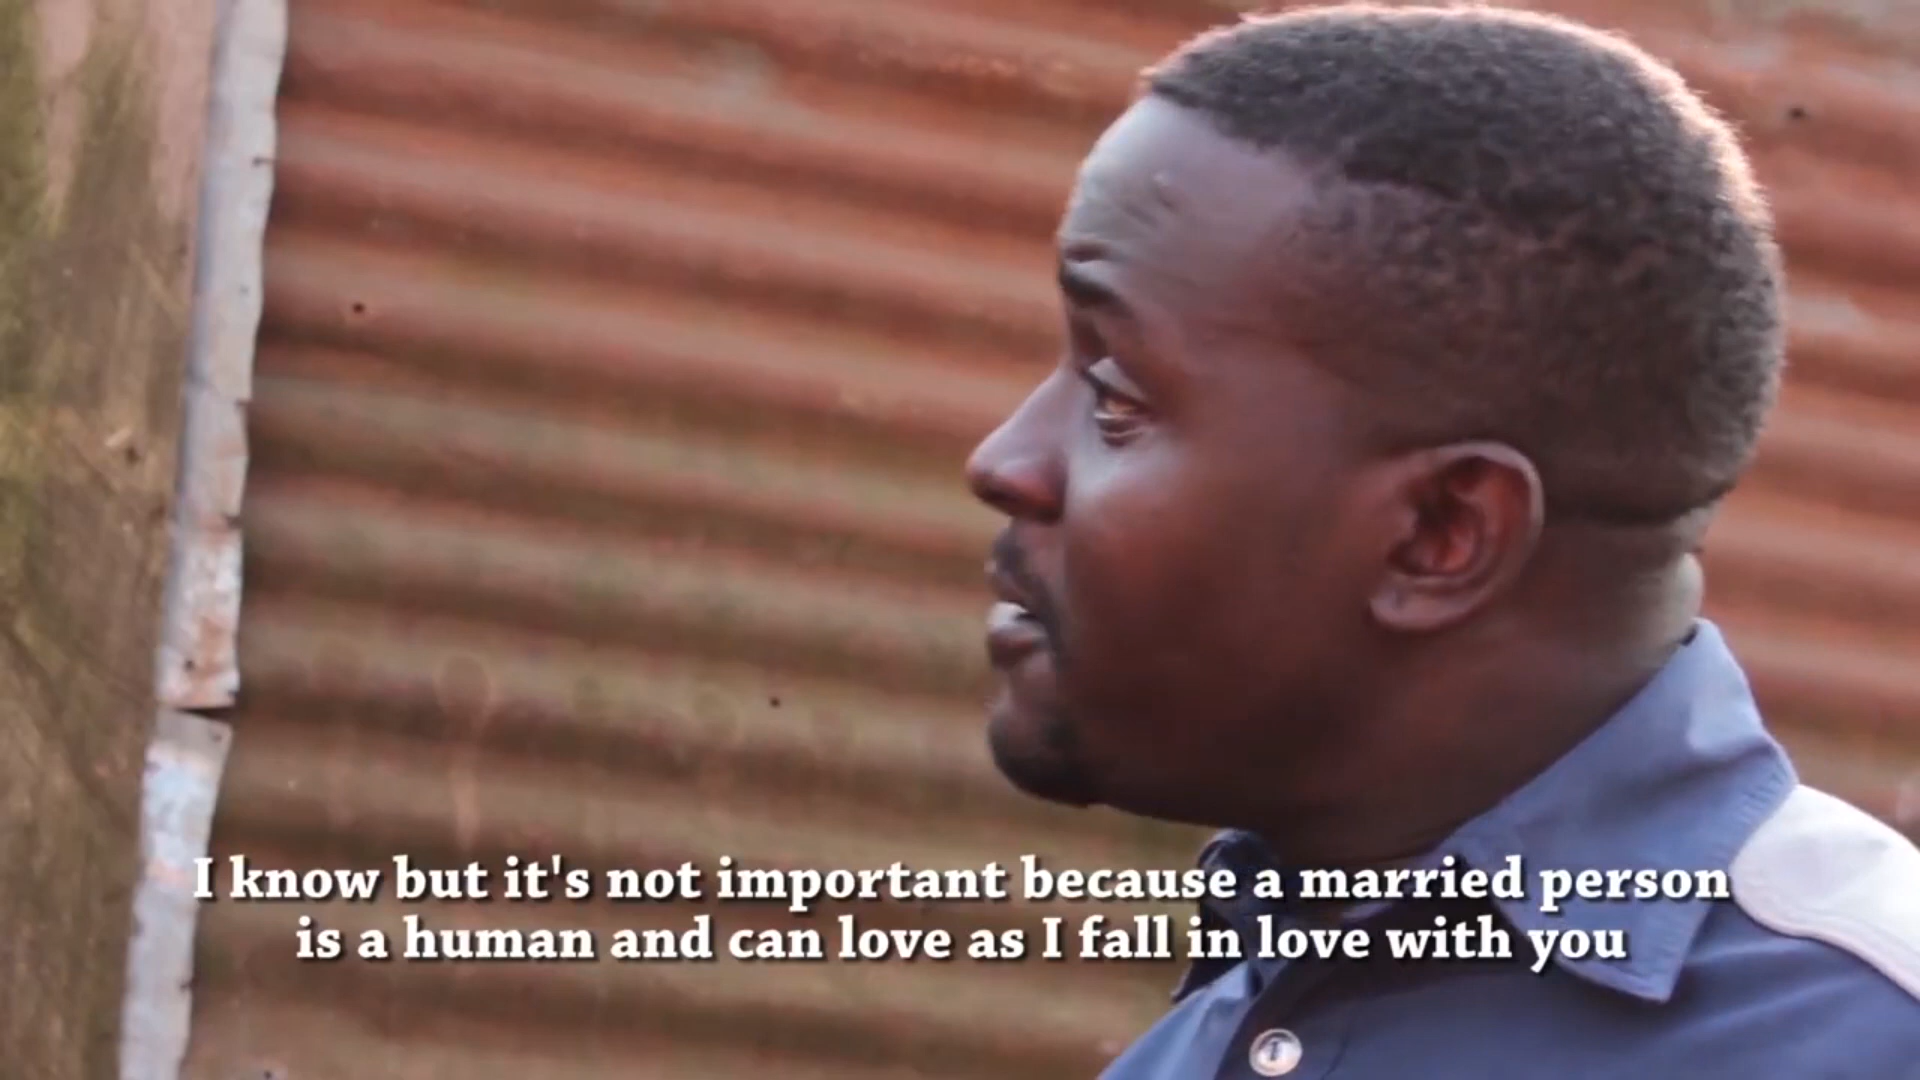 I know but it's not important because a married person
is a human and can love as I fall in love with you